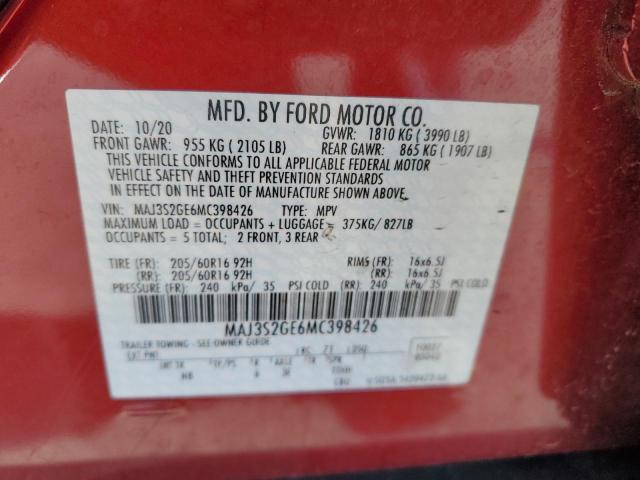 MFD. BY FORD MOTOR CO.
DATE: 10/20 GVWR: 1810 KG ( 3990 LB)
FRONT GAWR: 955 KG ( 2105 LB) REAR GAWR: 865 KG ( 1907 LB)
THIS VEHICLE CONFORMS TO ALL APPLICABLE FEDERAL MOTOR
VEHICLE SAFETY AND THEFT PREVENTION STANDARDS
IN EFFECT ON THE DATE OF MANUFACTURE SHOWN ABOVE.
VIN: MAJ3S2GE6MC398426 TYPE: MPV
MAXIMUM LOAD = OCCUPANTS + LUGGAGE = 375KG/ 827LB
OCCUPANTS = 5 TOTAL; 2 FRONT, 3 REAR
TIRE (FR): 205/60R16 92H RIMS (FR): 16x6.5J
(RR): 205/60R16 92H (RR): 16x6.5J
PRESSURE (FR): 240 kPa/ 35 PSI COLD (RR): 240 kPa/ 35 PSI COLD
MAJ3S2GE6MC398426
TRAILER TOWING - SEE OWNER GUIDE
EXT PNT: